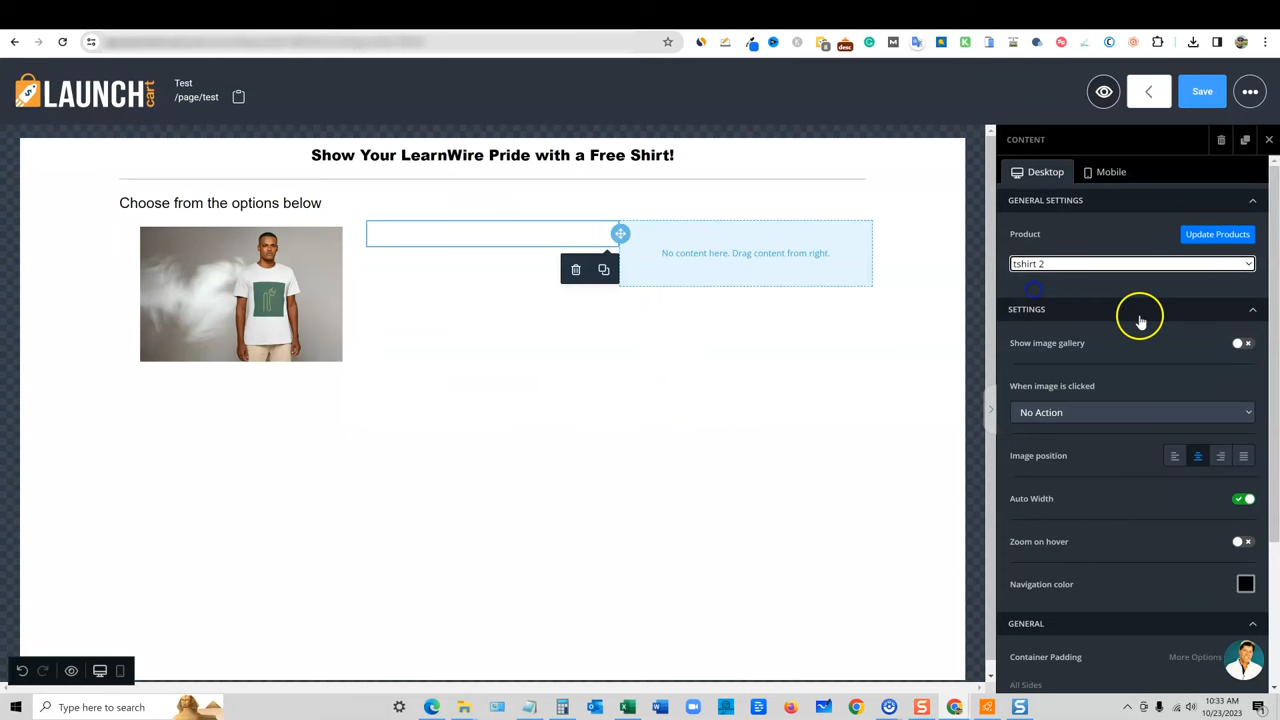 LAUNCH
cart
Test
/page/test
Save
Show Your LearnWire Pride with a Free Shirt!
Choose from the options below
No content here. Drag content from right.
CONTENT
Desktop
Mobile
GENERAL SETTINGS
Product
Update Products
tshirt 2
SETTINGS
Show image gallery
When image is clicked
No Action
Image position
Auto Width
Zoom on hover
Navigation color
GENERAL
Container Padding
More Options
All Sides
Type here to search
10:33 AM
10/23/2023